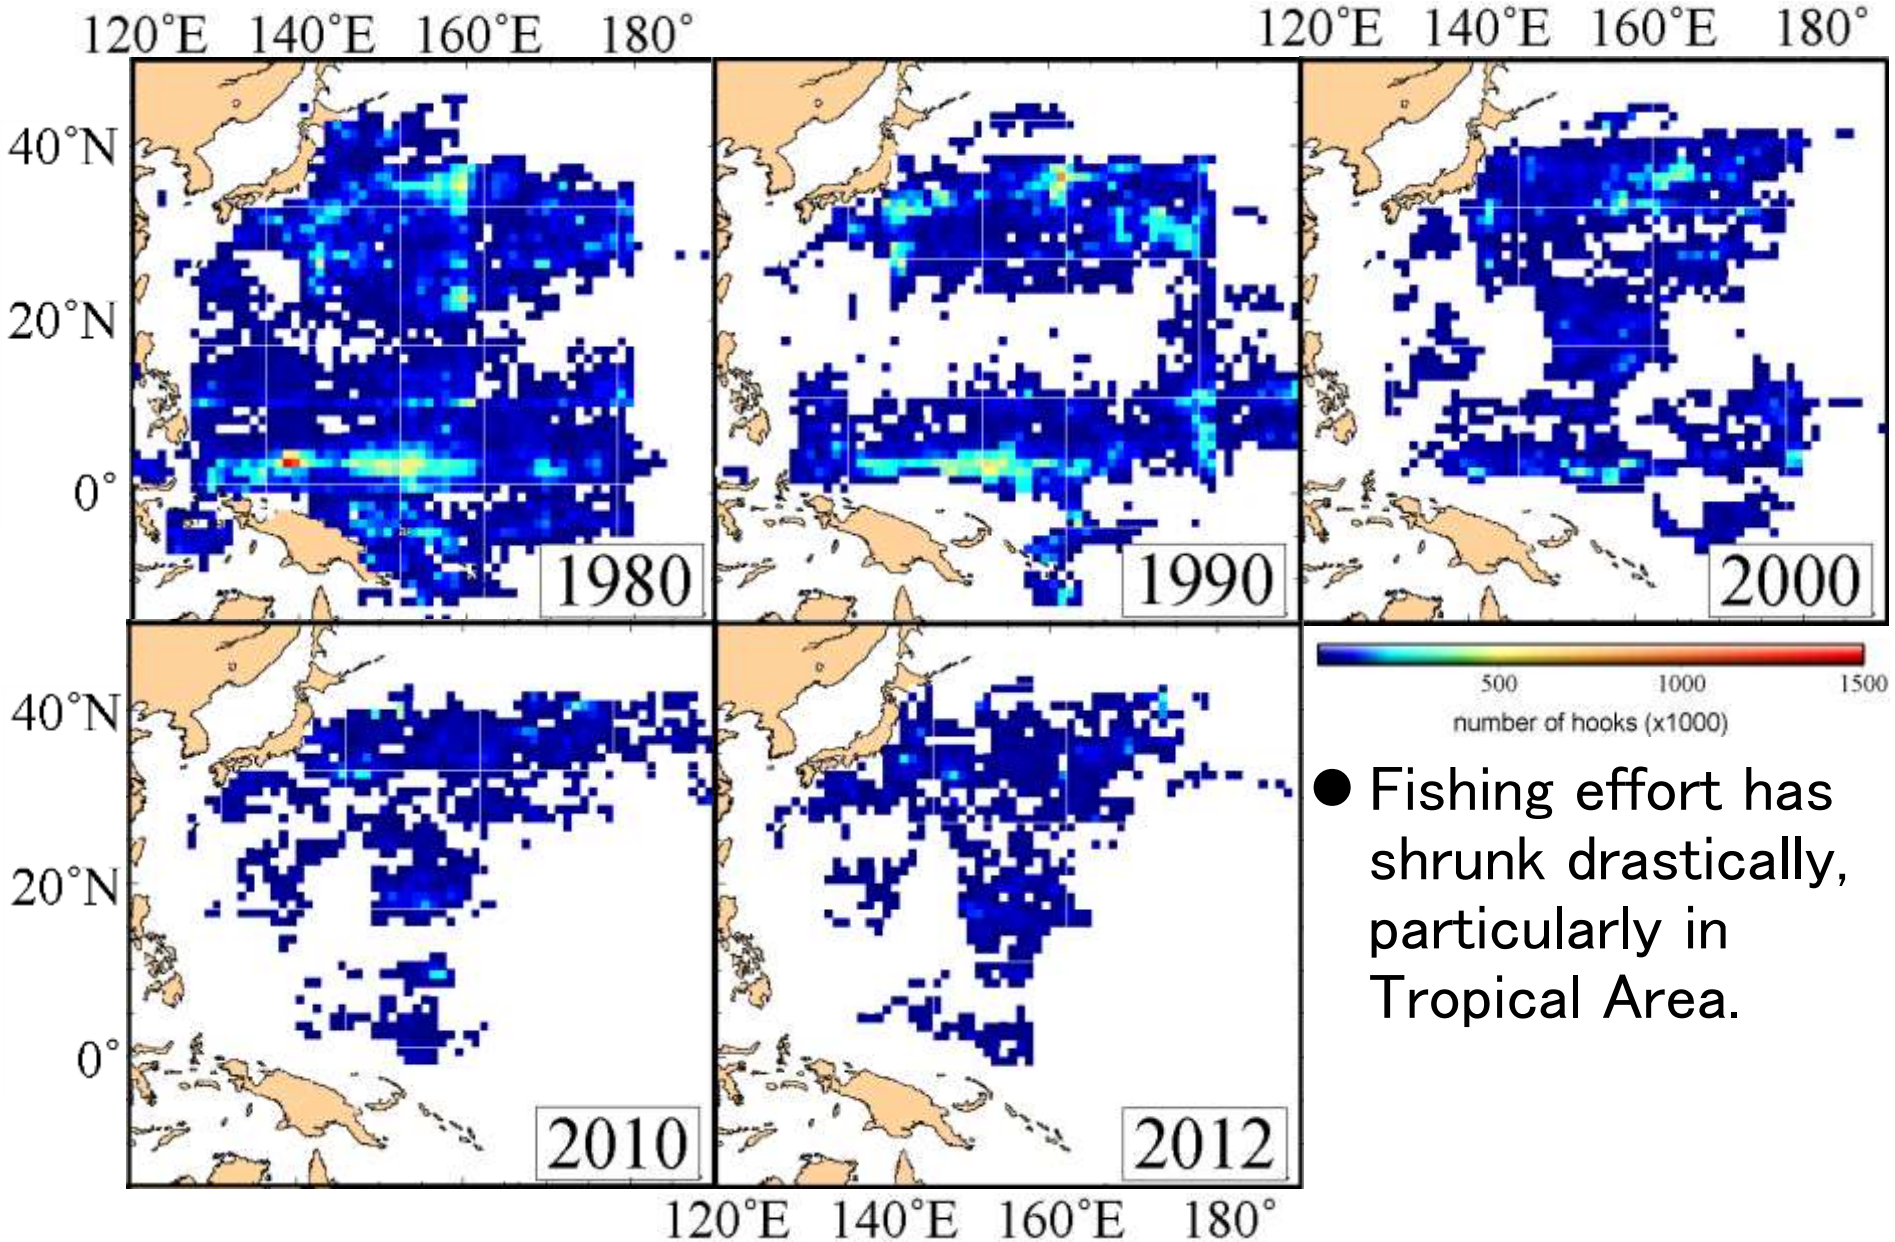 120°E 140°E 160°E 180°
120°E 140°E 160°E 180°
40°N
20°N
0°
1980
1990
2000
40°N
20°N
0°
2010
2012
500 1000 1500
number of hooks (x1000)
● Fishing effort has
shrunk drastically,
particularly in
Tropical Area.
120°E 140°E 160°E 180°